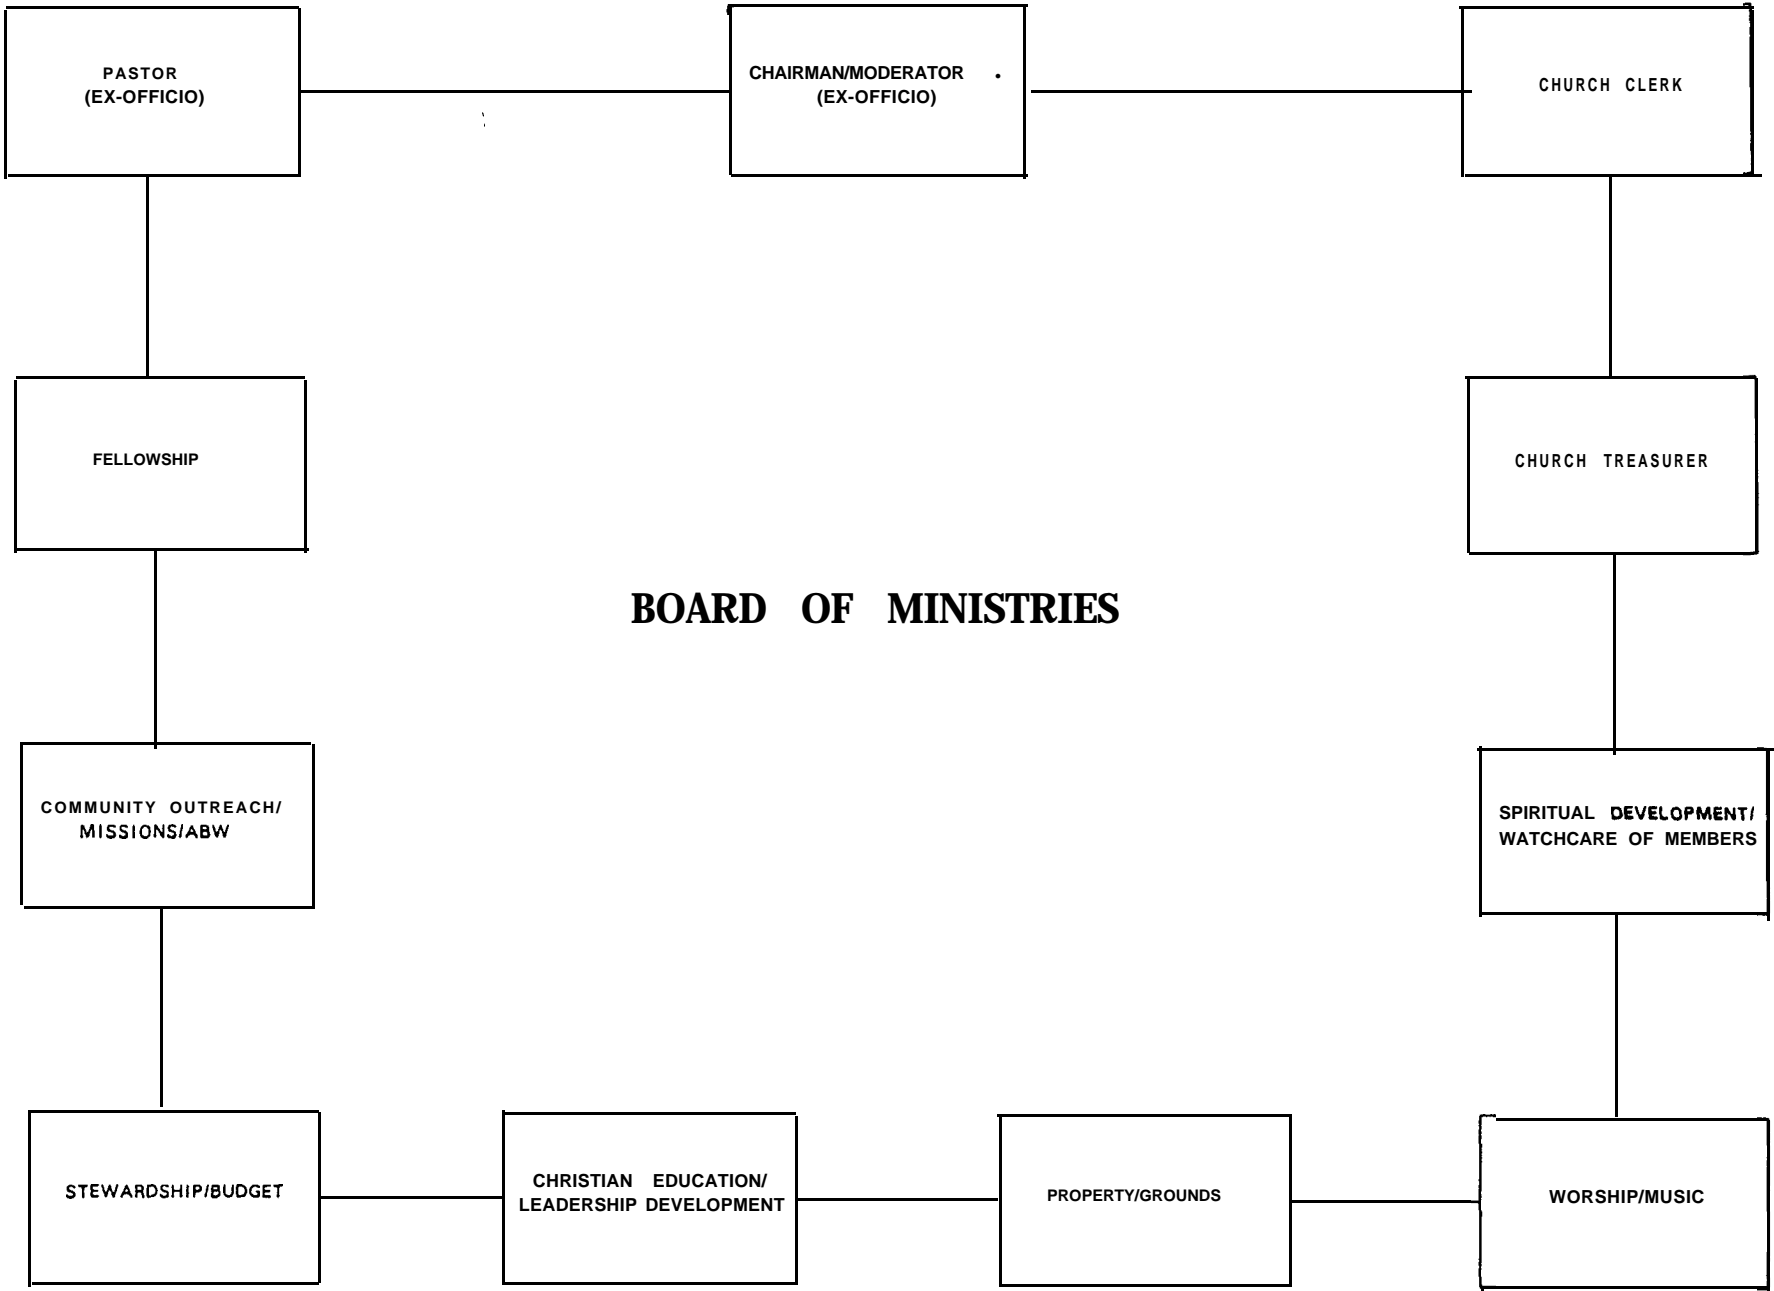 PASTOR
(EX-OFFICIO)
CHAIRMAN/MODERATOR
(EX-OFFICIO)
CHURCH CLERK
FELLOWSHIP
CHURCH TREASURER
BOARD OF MINISTRIES
COMMUNITY OUTREACH/
MISSIONS/ABW
SPIRITUAL DEVELOPMENT/
WATCHCARE OF MEMBERS
STEWARDSHIP/BUDGET
CHRISTIAN EDUCATION/
LEADERSHIP DEVELOPMENT
PROPERTY/GROUNDS
WORSHIP/MUSIC